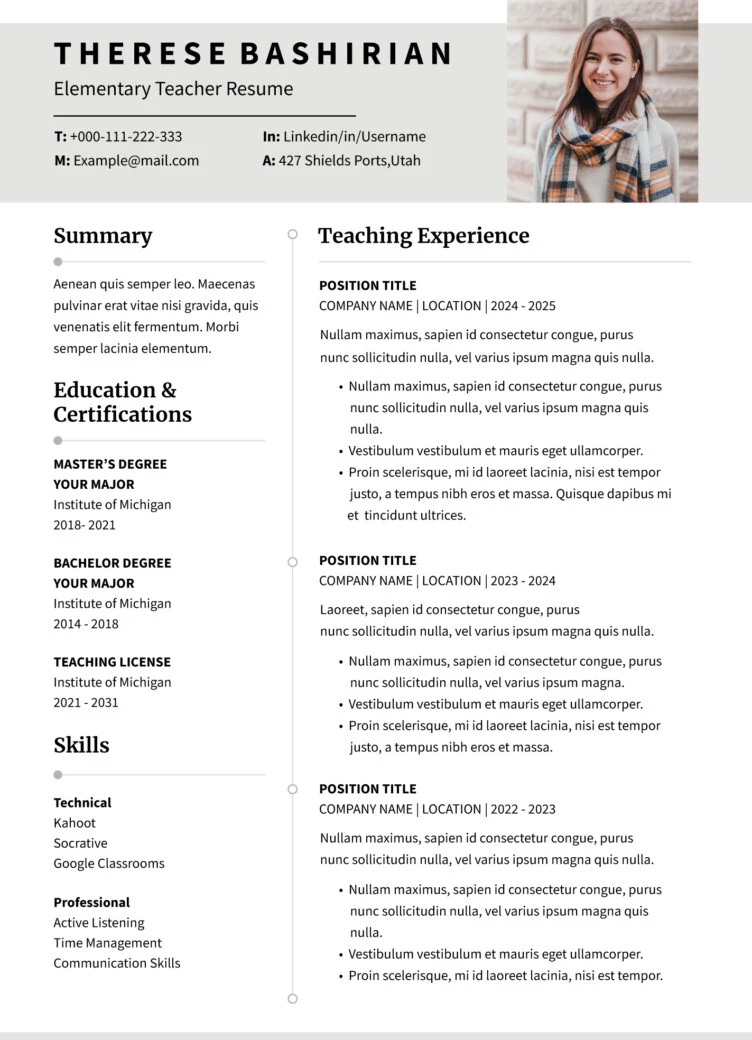 THERESE BASHIRIAN
Elementary Teacher Resume
T: +000-111-222-333
In: Linkedin/in/Username
M: Example@mail.com
A: 427 Shields Ports,Utah
Summary
Aenean quis semper leo. Maecenas
pulvinar erat vitae nisi gravida, quis
venenatis elit fermentum. Morbi
semper lacinia elementum.
Education &
Certifications
MASTER’S DEGREE
YOUR MAJOR
Institute of Michigan
2018- 2021
BACHELOR DEGREE
YOUR MAJOR
Institute of Michigan
2014 - 2018
TEACHING LICENSE
Institute of Michigan
2021 - 2031
Skills
Technical
Kahoot
Socrative
Google Classrooms
Professional
Active Listening
Time Management
Communication Skills
Teaching Experience
POSITION TITLE
COMPANY NAME | LOCATION | 2024 - 2025
Nullam maximus, sapien id consectetur congue, purus
nunc sollicitudin nulla, vel varius ipsum magna quis nulla.
• Nullam maximus, sapien id consectetur congue, purus
nunc sollicitudin nulla, vel varius ipsum magna quis
nulla.
• Vestibulum vestibulum et mauris eget ullamcorper.
• Proin scelerisque, mi id laoreet lacinia, nisi est tempor
justo, a tempus nibh eros et massa. Quisque dapibus mi
et tincidunt ultrices.
POSITION TITLE
COMPANY NAME | LOCATION | 2023 - 2024
Laoreet, sapien id consectetur congue, purus
nunc sollicitudin nulla, vel varius ipsum magna quis nulla.
• Nullam maximus, sapien id consectetur congue, purus
nunc sollicitudin nulla, varius ipsum magna.
• Vestibulum vestibulum et mauris eget ullamcorper.
• Proin scelerisque, mi id laoreet lacinia, nisi est tempor
justo, a tempus nibh eros et massa.
POSITION TITLE
COMPANY NAME | LOCATION | 2022 - 2023
Nullam maximus, sapien id consectetur congue, purus
nunc sollicitudin nulla, vel varius ipsum magna quis nulla.
• Nullam maximus, sapien id consectetur congue, purus
nunc sollicitudin nulla, vel varius ipsum magna quis
nulla.
• Vestibulum vestibulum et mauris eget ullamcorper.
• Proin scelerisque, mi id laoreet lacinia, nisi est tempor.